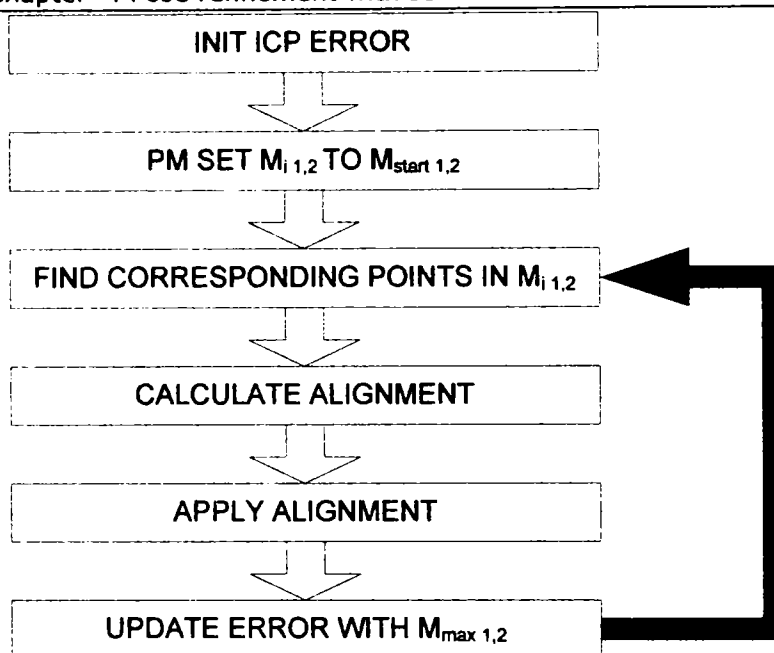 INIT ICP ERROR
PM SET Mi 1,2 TO Mstart 1,2
FIND CORRESPONDING POINTS IN Mi 1,2
CALCULATE ALIGNMENT
APPLY ALIGNMENT
UPDATE ERROR WITH Mmax 1,2